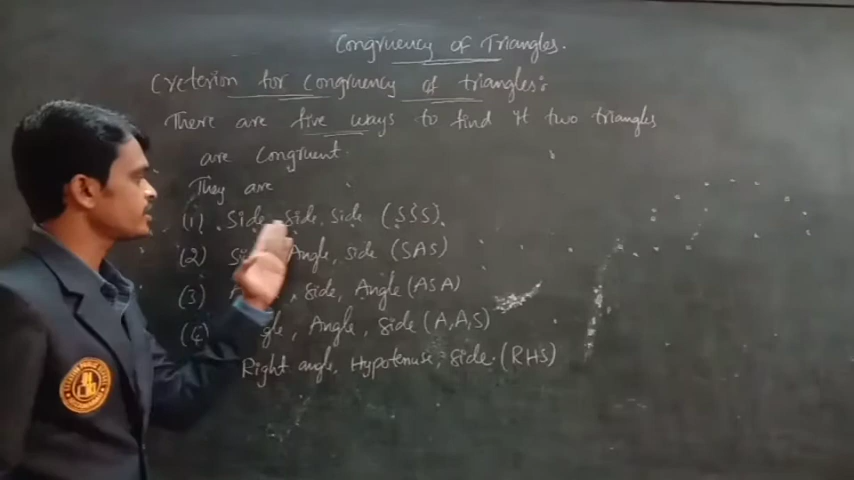 Congruency of Triangles.
Creterion for Congruency of triangles:
There are five ways to find if two triangles
are Congruent.
They are
(1) Side, Side, Side (SSS).
(2) Angle, Side (SAS)
(3) , Side, Angle (ASA)
(4) Angle, Side (A,A,S)
Right angle, Hypotenuse, Side. (RHS)